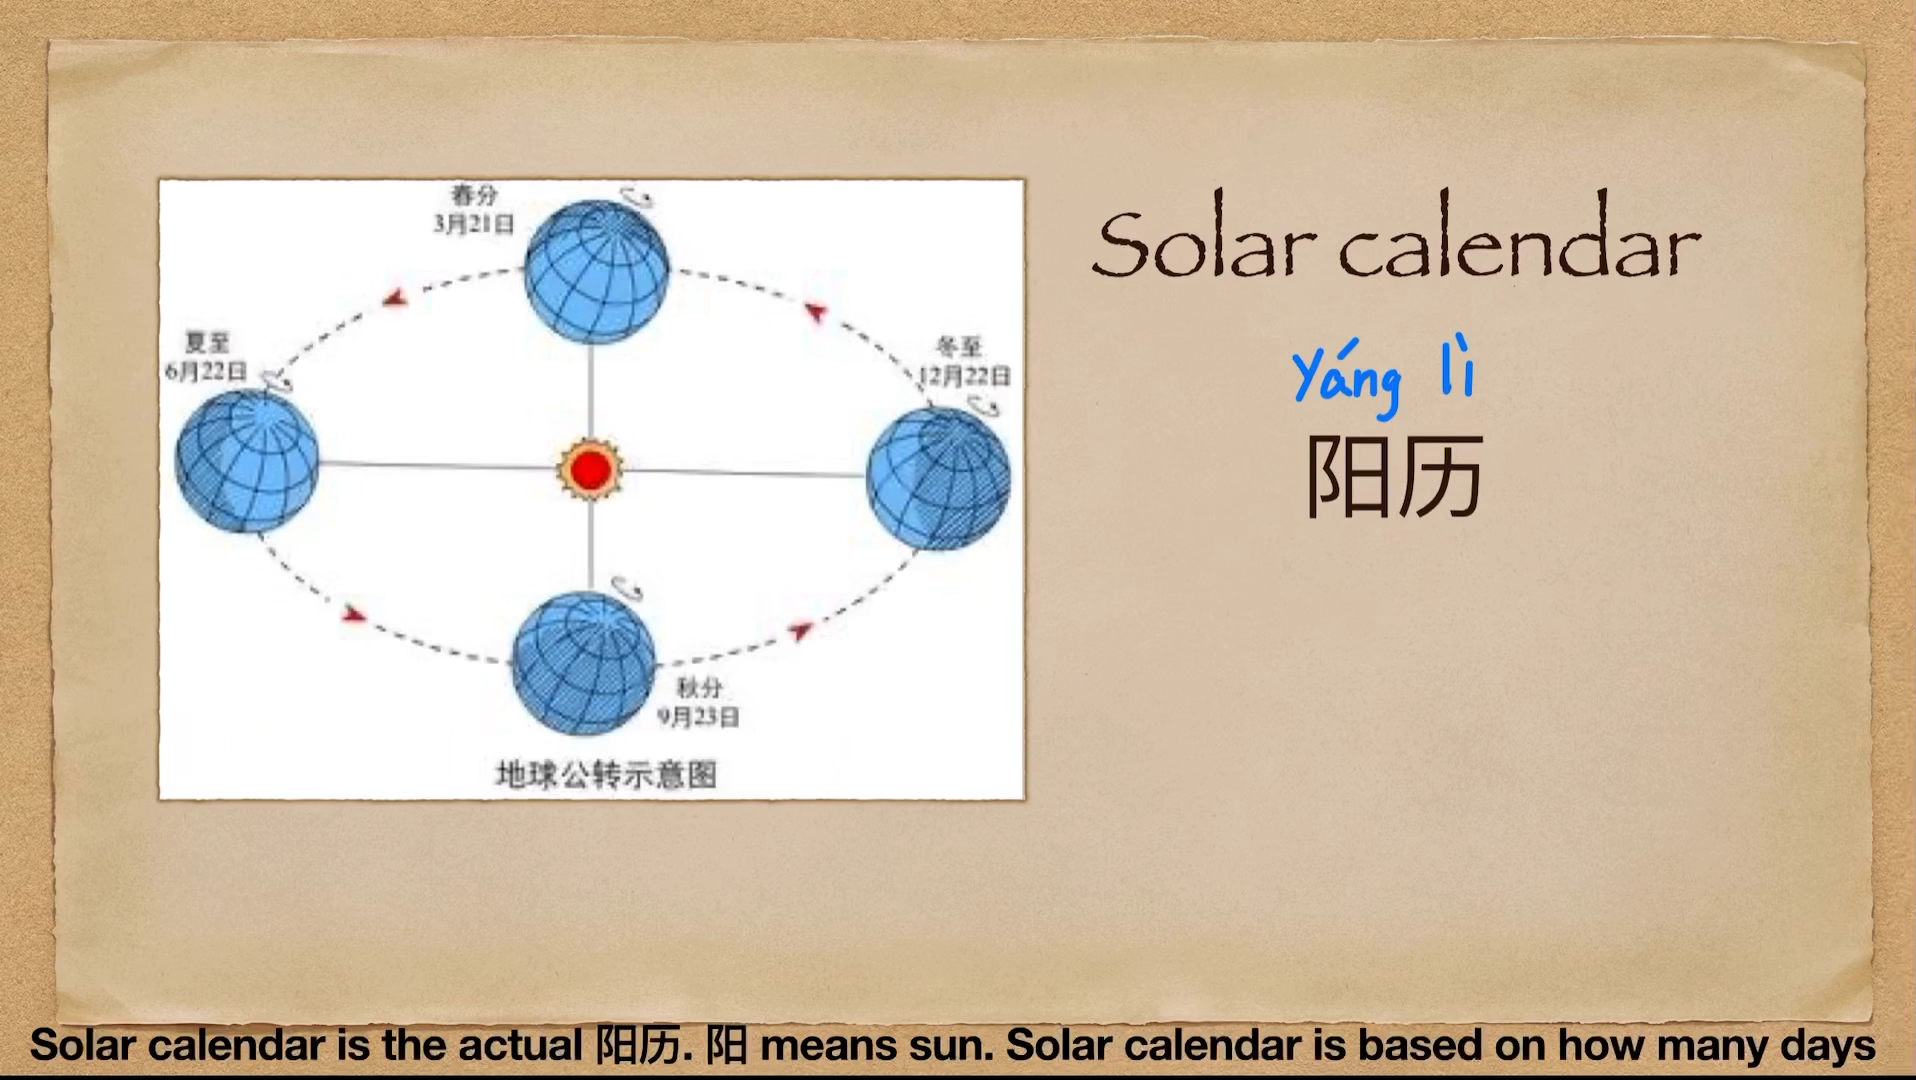 春分
3月21日
夏至
6月22日
冬至
12月22日
秋分
9月23日
地球公转示意图
Solar calendar
Yáng lì
阳历
Solar calendar is the actual 阳历. 阳 means sun. Solar calendar is based on how many days